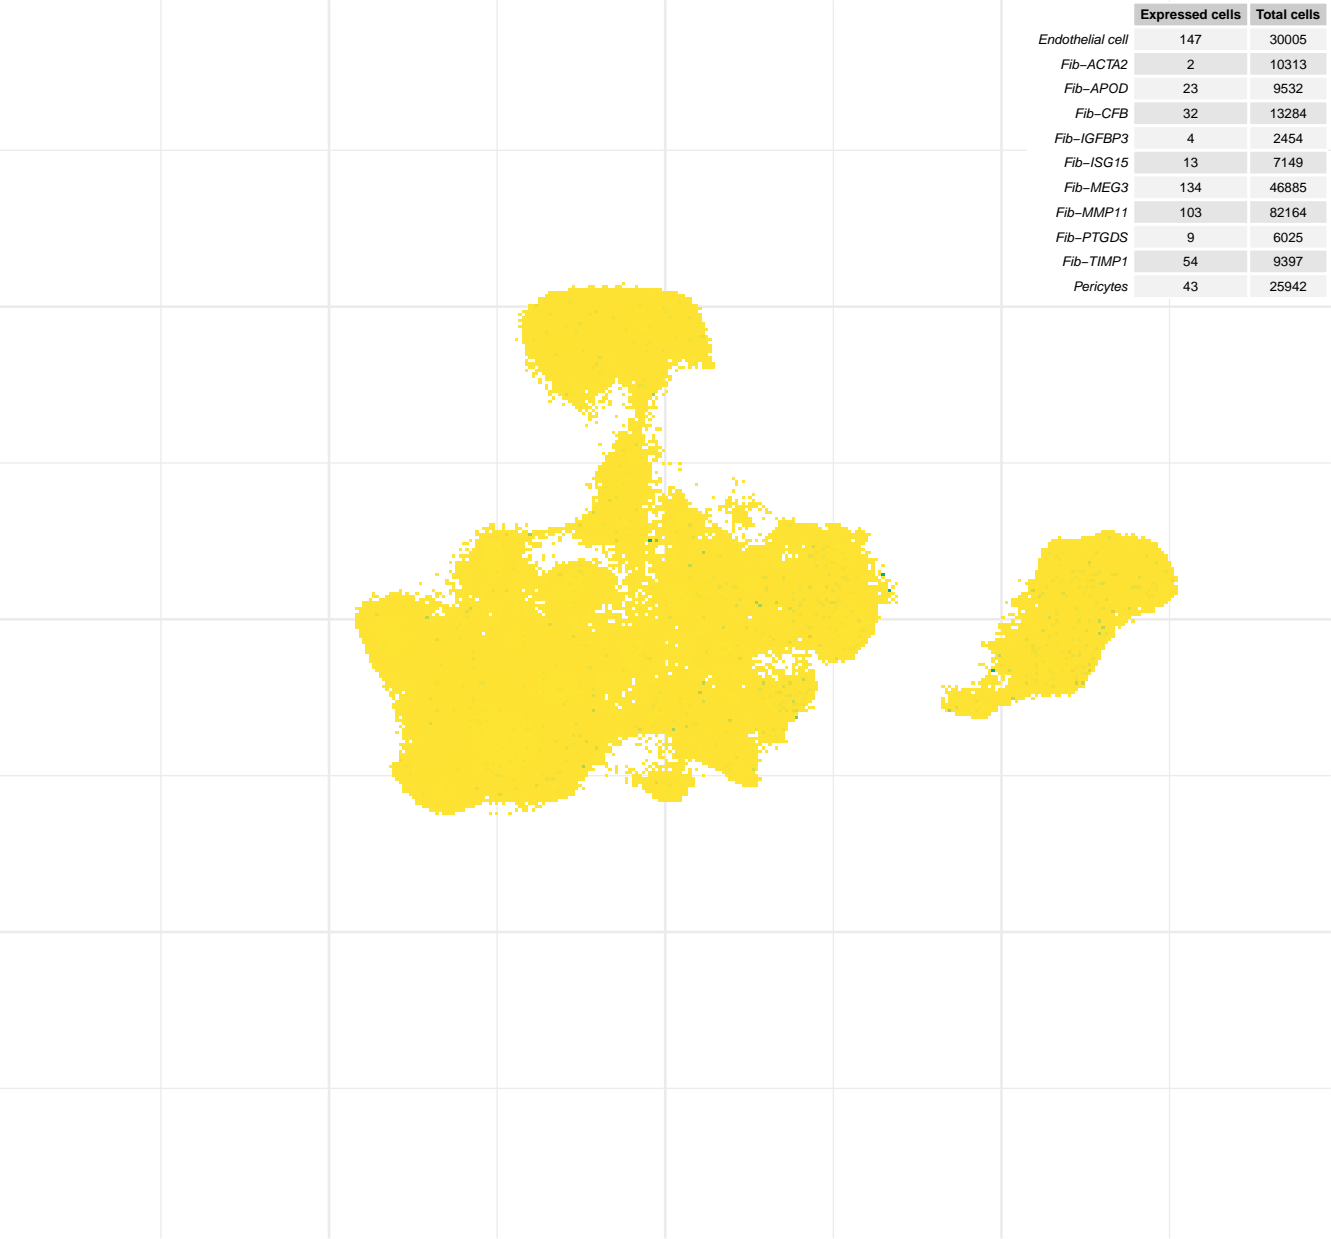 Expressed cells Total cells
Endothelial cell 147 30005
Fib−ACTA2 2 10313
Fib−APOD 23 9532
Fib−CFB 32 13284
Fib−IGFBP3 4 2454
Fib−ISG15 13 7149
Fib−MEG3 134 46885
Fib−MMP11 103 82164
Fib−PTGDS 9 6025
Fib−TIMP1 54 9397
Pericytes 43 25942